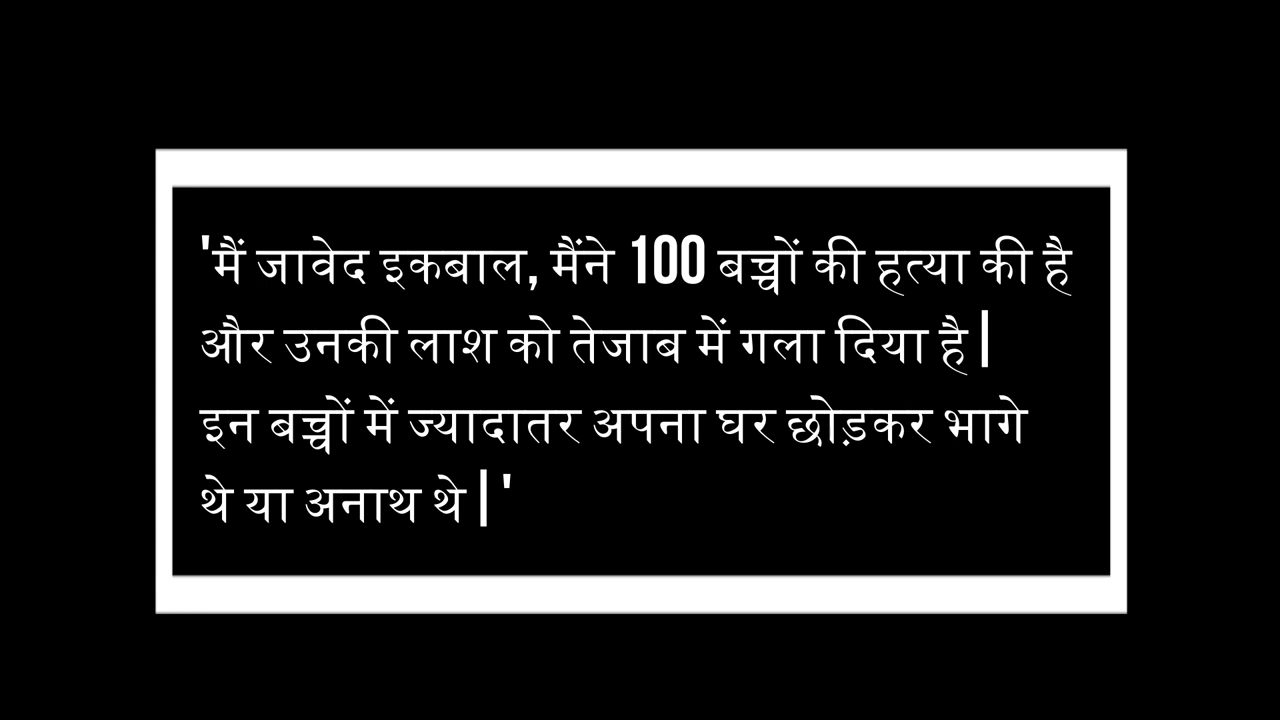 'मैं जावेद इकबाल, मैंने 100 बच्चों की हत्या की है
और उनकी लाश को तेजाब में गला दिया है|
इन बच्चों में ज्यादातर अपना घर छोड़कर भागे
थे या अनाथ थे| '